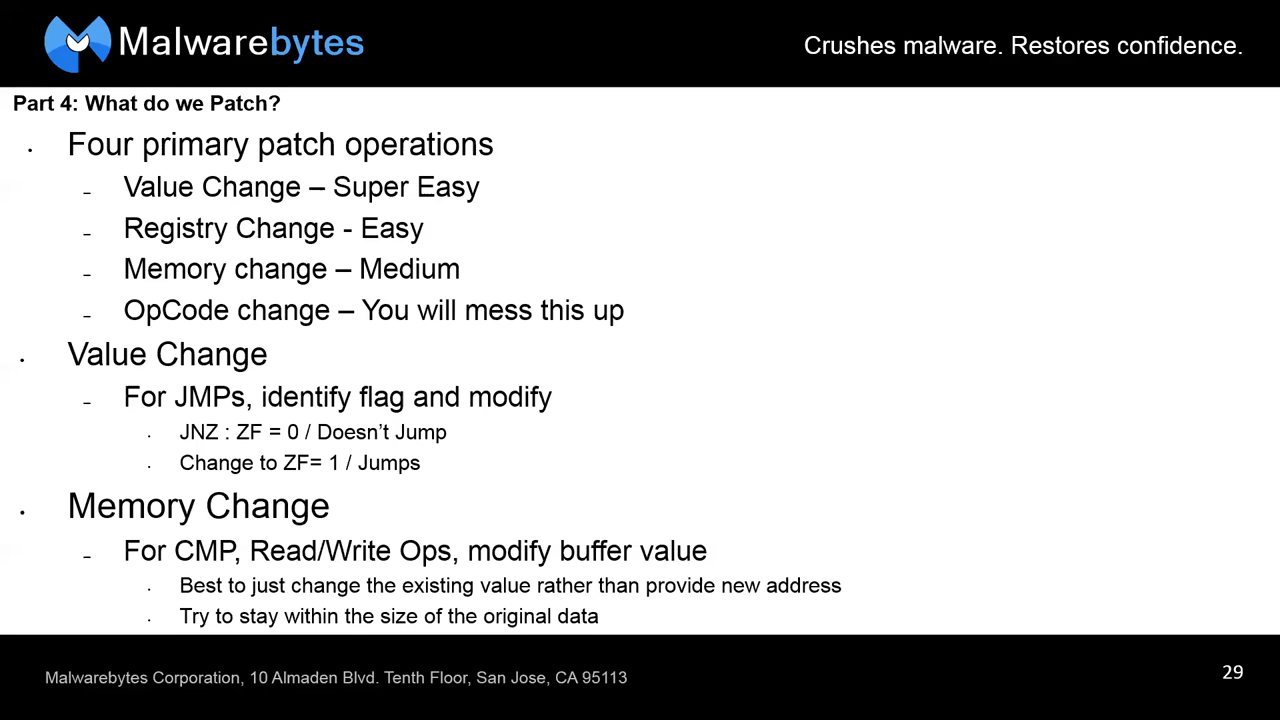 Malwarebytes
Crushes malware. Restores confidence.
Part 4: What do we Patch?
• Four primary patch operations
– Value Change – Super Easy
– Registry Change - Easy
– Memory change – Medium
– OpCode change – You will mess this up
• Value Change
– For JMPs, identify flag and modify
• JNZ : ZF = 0 / Doesn’t Jump
• Change to ZF= 1 / Jumps
• Memory Change
– For CMP, Read/Write Ops, modify buffer value
• Best to just change the existing value rather than provide new address
• Try to stay within the size of the original data
Malwarebytes Corporation, 10 Almaden Blvd. Tenth Floor, San Jose, CA 95113
29